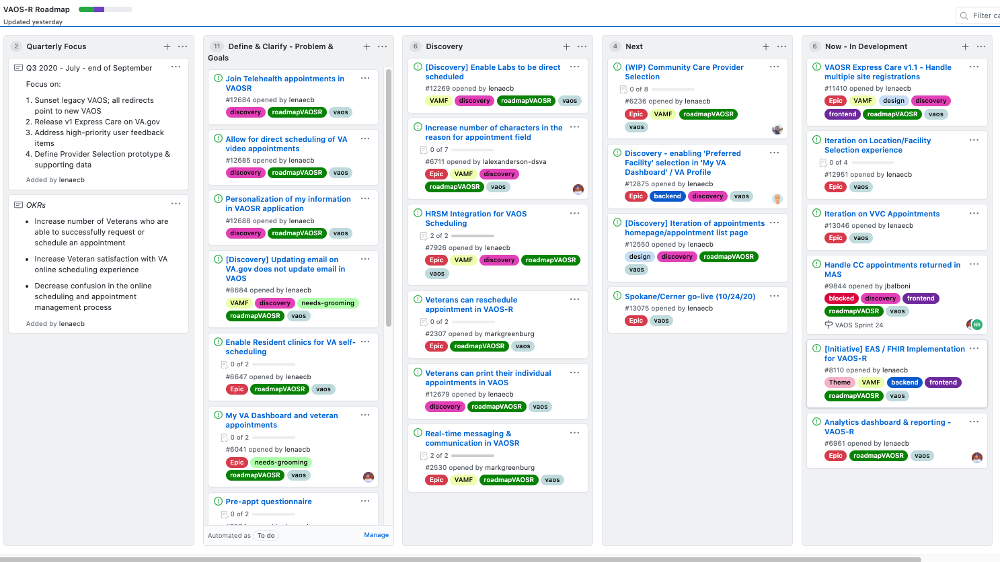 VAOS-R Roadmap
Updated yesterday
Filter ca
2 Quarterly Focus
Q3 2020 - July - end of September
Focus on:
1. Sunset legacy VAOS; all redirects
point to new VAOS
2. Release v1 Express Care on VA.gov
3. Address high-priority user feedback
items
4. Define Provider Selection prototype &
supporting data
Added by lenaecb
OKRs
• Increase number of Veterans who are
able to successfully request or
schedule an appointment
• Increase Veteran satisfaction with VA
online scheduling experience
• Decrease confusion in the online
scheduling and appointment
management process
Added by lenaecb
11 Define & Clarify - Problem &
Goals
Join Telehealth appointments in
VAOSR
#12684 opened by lenaecb
discovery roadmapVAOSR vaos
Allow for direct scheduling of VA
video appointments
#12685 opened by lenaecb
discovery roadmapVAOSR vaos
Personalization of my information
in VAOSR application
#12688 opened by lenaecb
discovery roadmapVAOSR vaos
[Discovery] Updating email on
VA.gov does not update email in
VAOS
#8684 opened by lenaecb
VAMF discovery needs-grooming
roadmapVAOSR vaos
Enable Resident clinics for VA self-
scheduling
0 of 2
#6647 opened by lenaecb
Epic roadmapVAOSR vaos
My VA Dashboard and veteran
appointments
0 of 2
#6041 opened by lenaecb
Epic needs-grooming
roadmapVAOSR vaos
Pre-appt questionnaire
0 of 2
Automated as To do Manage
6 Discovery
[Discovery] Enable Labs to be direct
scheduled
#12269 opened by lenaecb
VAMF discovery roadmapVAOSR vaos
Increase number of characters in the
reason for appointment field
0 of 7
#6711 opened by lalexanderson-dsva
Epic VAMF discovery
roadmapVAOSR vaos
HRSM Integration for VAOS
Scheduling
2 of 2
#7926 opened by lenaecb
Epic VAMF discovery roadmapVAOSR
vaos
Veterans can reschedule
appointment in VAOS-R
0 of 2
#2307 opened by markgreenburg
Epic roadmapVAOSR vaos
Veterans can print their individual
appointments in VAOS
#12679 opened by lenaecb
discovery roadmapVAOSR vaos
Real-time messaging &
communication in VAOSR
2 of 2
#2530 opened by markgreenburg
Epic VAMF roadmapVAOSR vaos
4 Next
(WIP) Community Care Provider
Selection
0 of 8
#6236 opened by lenaecb
Epic VAMF roadmapVAOSR
vaos
Discovery - enabling 'Preferred
Facility' selection in 'My VA
Dashboard' / VA Profile
#12875 opened by lenaecb
Epic backend discovery vaos
[Discovery] Iteration of appointments
homepage/appointment list page
#12550 opened by lenaecb
design discovery roadmapVAOSR
vaos
Spokane/Cerner go-live (10/24/20)
#13075 opened by lenaecb
Epic vaos
6 Now - In Development
VAOSR Express Care v1.1 - Handle
multiple site registrations
#11410 opened by lenaecb
Epic VAMF design discovery
frontend roadmapVAOSR vaos
Iteration on Location/Facility
Selection experience
0 of 4
#12951 opened by lenaecb
Epic vaos
Iteration on VVC Appointments
#13046 opened by lenaecb
Epic vaos
Handle CC appointments returned in
MAS
#9844 opened by jbalboni
blocked discovery frontend
roadmapVAOSR vaos
VAOS Sprint 24
NR
[Initiative] EAS / FHIR Implementation
for VAOS-R
#8110 opened by lenaecb
Theme VAMF backend frontend
roadmapVAOSR vaos
Analytics dashboard & reporting -
VAOS-R
#6961 opened by lenaecb
Epic roadmapVAOSR vaos